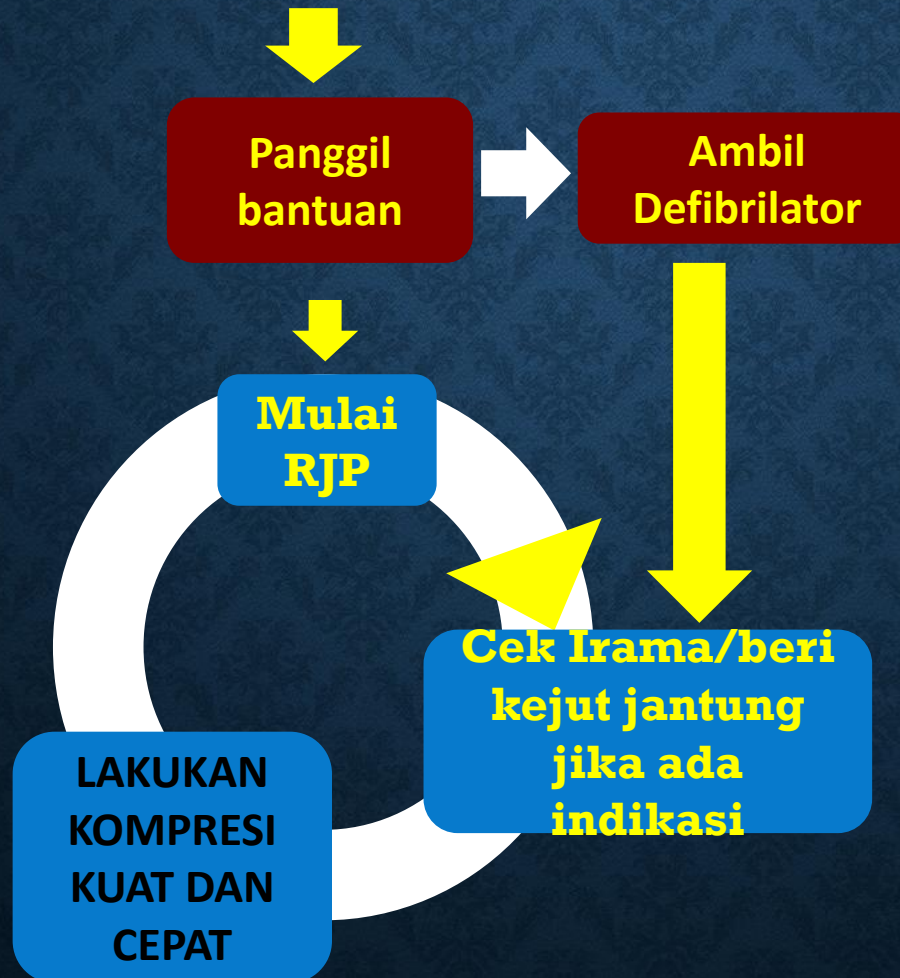 Panggil
bantuan
Ambil
Defibrilator
Mulai
RJP
Cek Irama/beri
kejut jantung
jika ada
indikasi
LAKUKAN
KOMPRESI
KUAT DAN
CEPAT